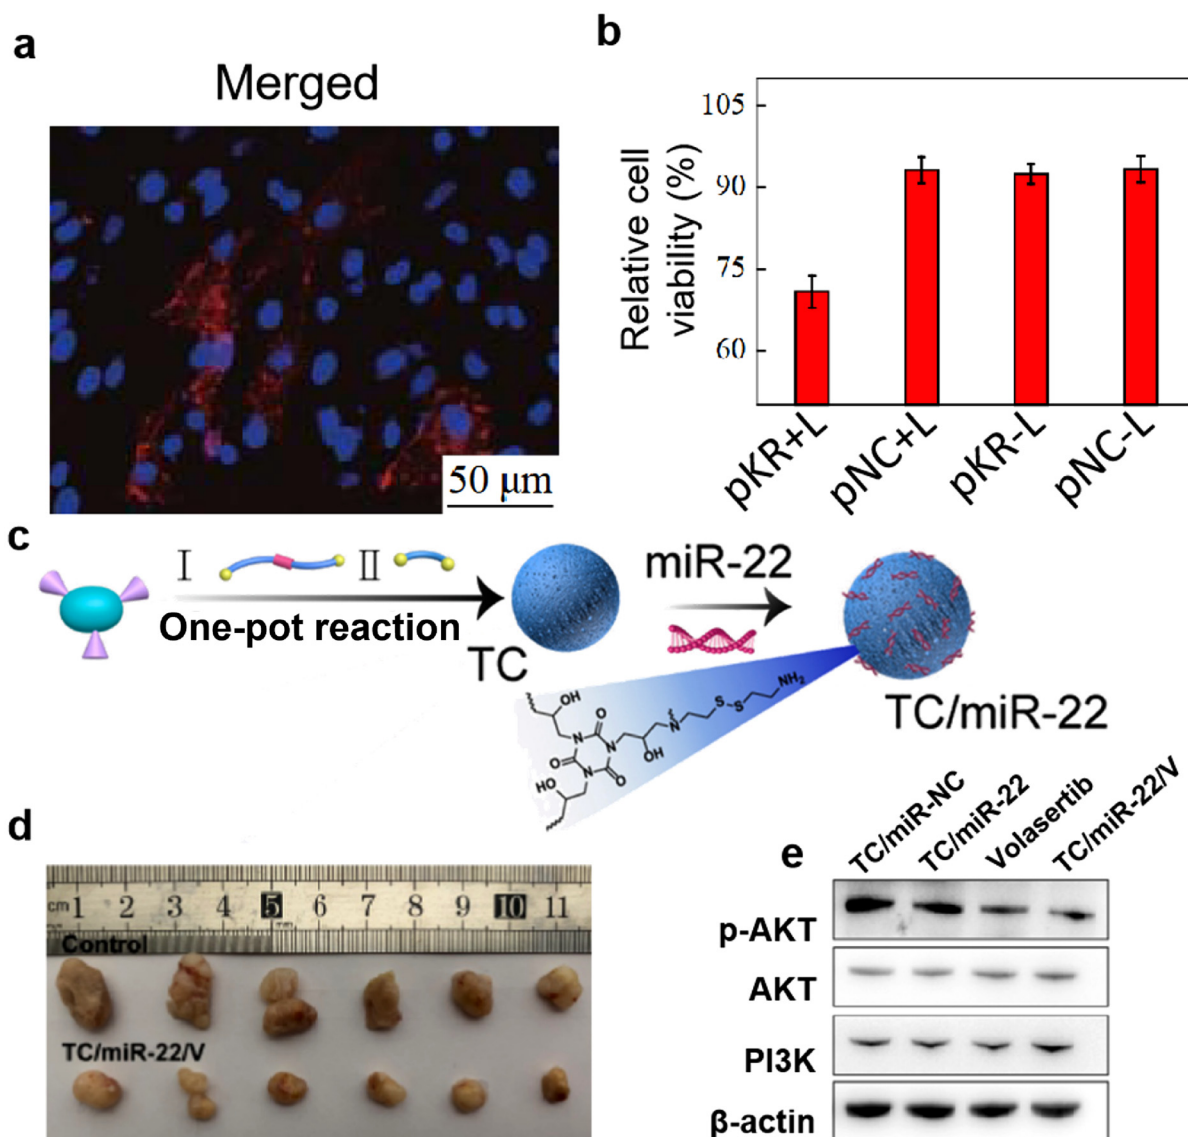 a
Merged
50 μm
b
Relative cell
viability (%)
105
90
75
60
pKR+L
pNC+L
pKR-L
pNC-L
c
I
II
One-pot reaction
TC
miR-22
TC/miR-22
OH
N
O
N
O
N
O
OH
HO
N
S
S
NH2
d
cm 1 2 3 4 5 6 7 8 9 10 11
Control
TC/miR-22/V
e
TC/miR-NC
TC/miR-22
Volasertib
TC/miR-22/V
p-AKT
AKT
PI3K
β-actin